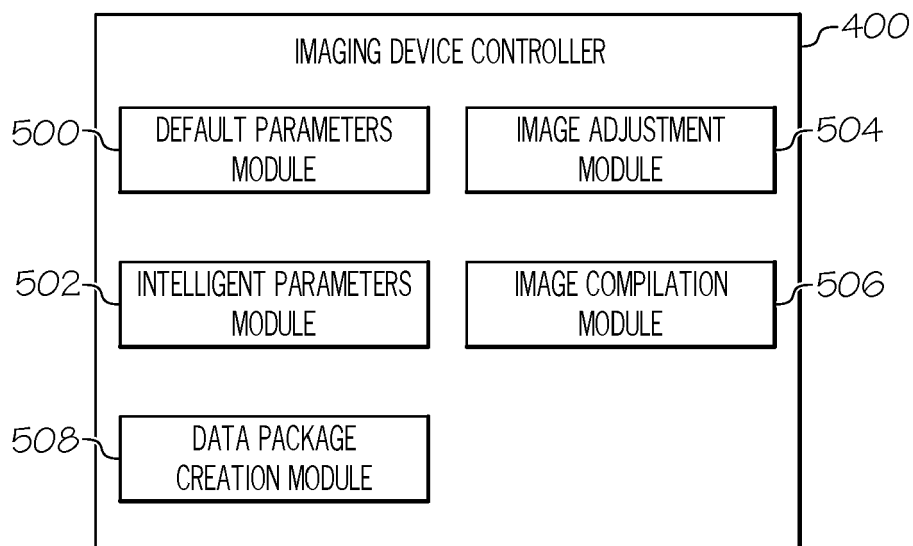 400
IMAGING DEVICE CONTROLLER
500
DEFAULT PARAMETERS
MODULE
IMAGE ADJUSTMENT
MODULE
504
502
INTELLIGENT PARAMETERS
MODULE
IMAGE COMPILATION
MODULE
506
508
DATA PACKAGE
CREATION MODULE